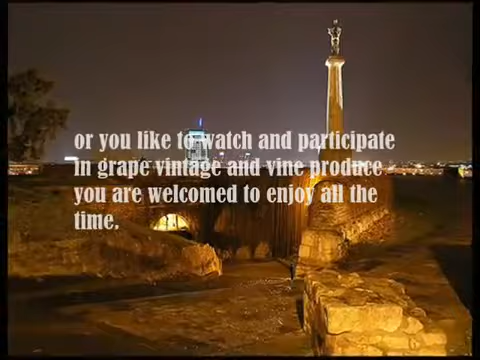 or you like to watch and participate
in grape vintage and vine produce
you are welcomed to enjoy all the
time.